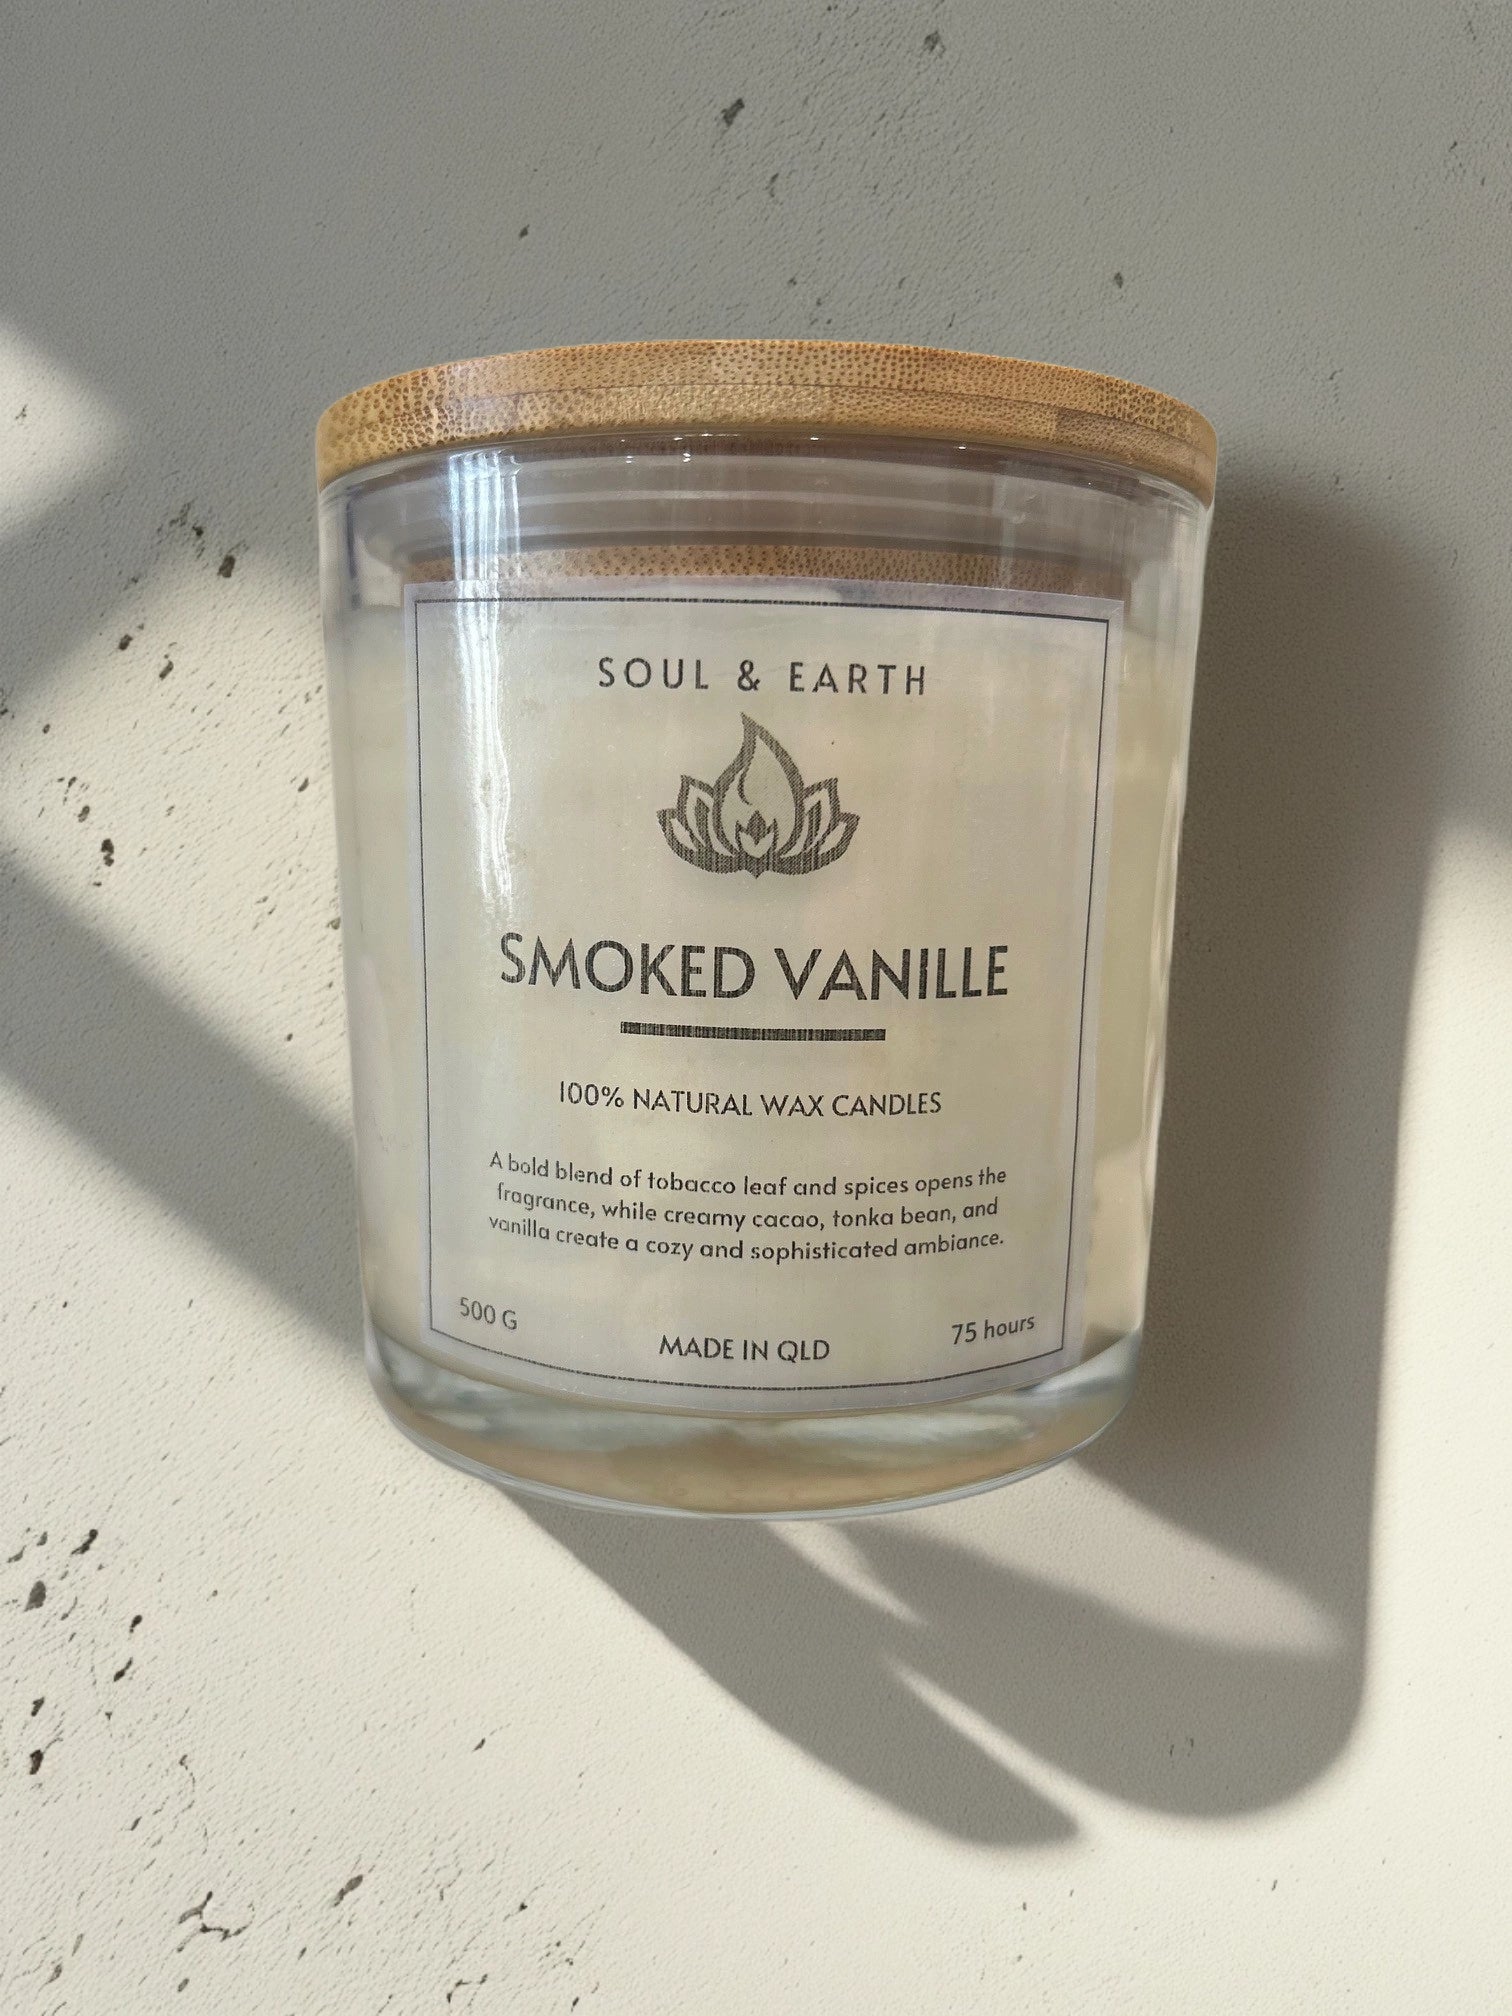 SOUL & EARTH
SMOKED VANILLE
100% NATURAL WAX CANDLES
A bold blend of tobacco leaf and spices opens the
fragrance, while creamy cacao, tonka bean, and
vanilla create a cozy and sophisticated ambiance.
500 G
MADE IN QLD
75 hours